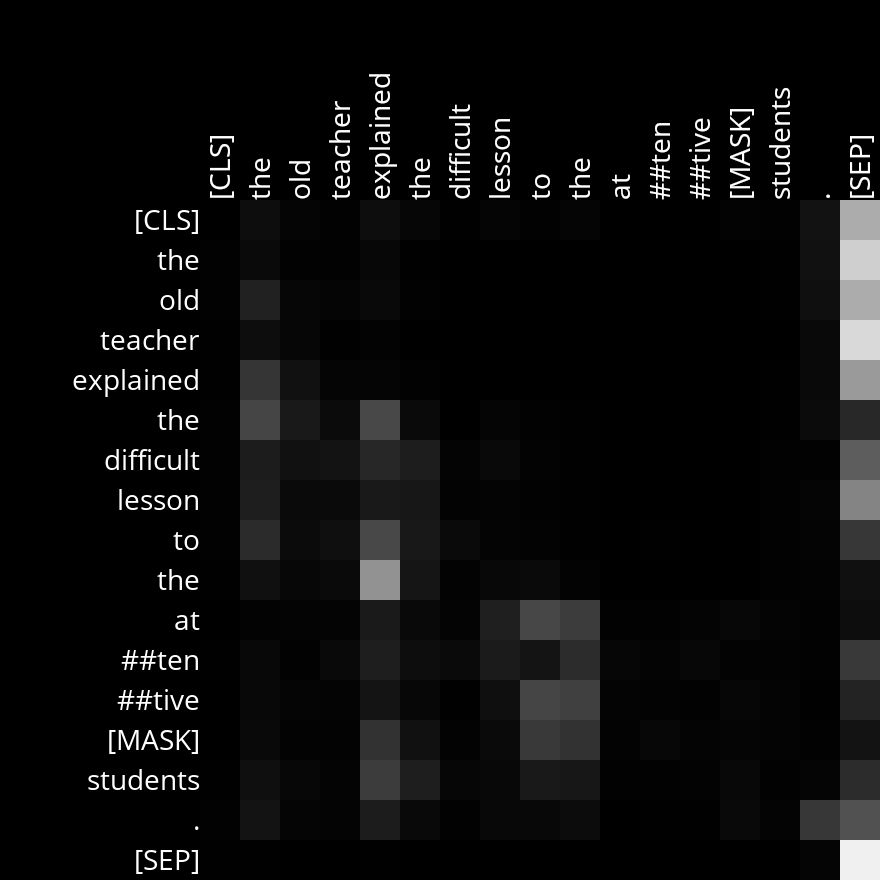 [CLS] the old teacher explained the difficult lesson to the at ##ten ##tive [MASK] students . [SEP]
[CLS]
the
old
teacher
explained
the
difficult
lesson
to
the
at
##ten
##tive
[MASK]
students
.
[SEP]